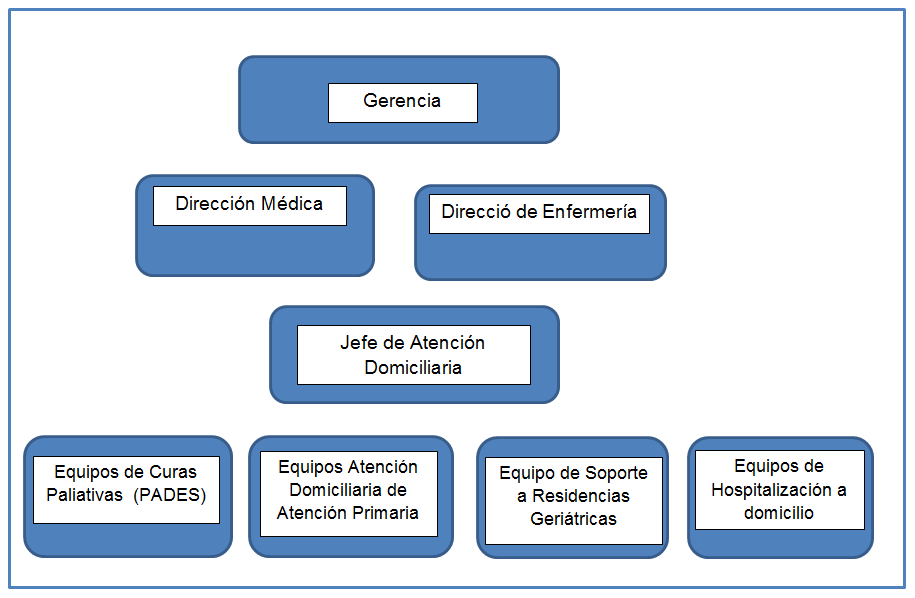 Gerencia
Dirección Médica
Direcció de Enfermería
Jefe de Atención
Domiciliaria
Equipos de Curas
Paliativas (PADES)
Equipos Atención
Domiciliaria de
Atención Primaria
Equipo de Soporte
a Residencias
Geriátricas
Equipos de
Hospitalización a
domicilio